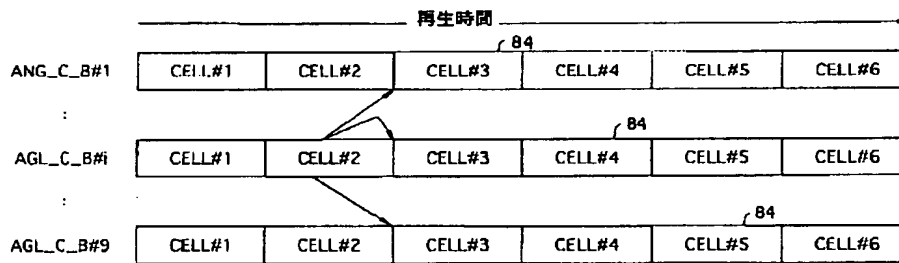 再生時間
84
ANG_C_B#1 CELL#1 CELL#2 CELL#3 CELL#4 CELL#5 CELL#6
:
84
AGL_C_B#i CELL#1 CELL#2 CELL#3 CELL#4 CELL#5 CELL#6
:
84
AGL_C_B#9 CELL#1 CELL#2 CELL#3 CELL#4 CELL#5 CELL#6